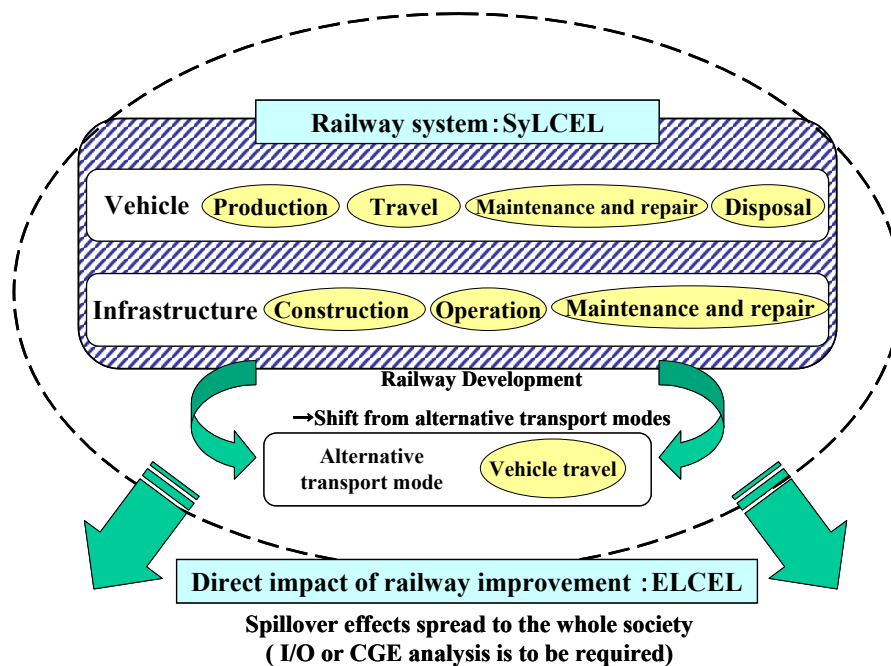 Railway system：SyLCEL
Vehicle Production Travel Maintenance and repair Disposal
Infrastructure Construction Operation Maintenance and repair
Railway Development
→Shift from alternative transport modes
Alternative
transport mode
Vehicle travel
Direct impact of railway improvement：ELCEL
Spillover effects spread to the whole society
( I/O or CGE analysis is to be required)